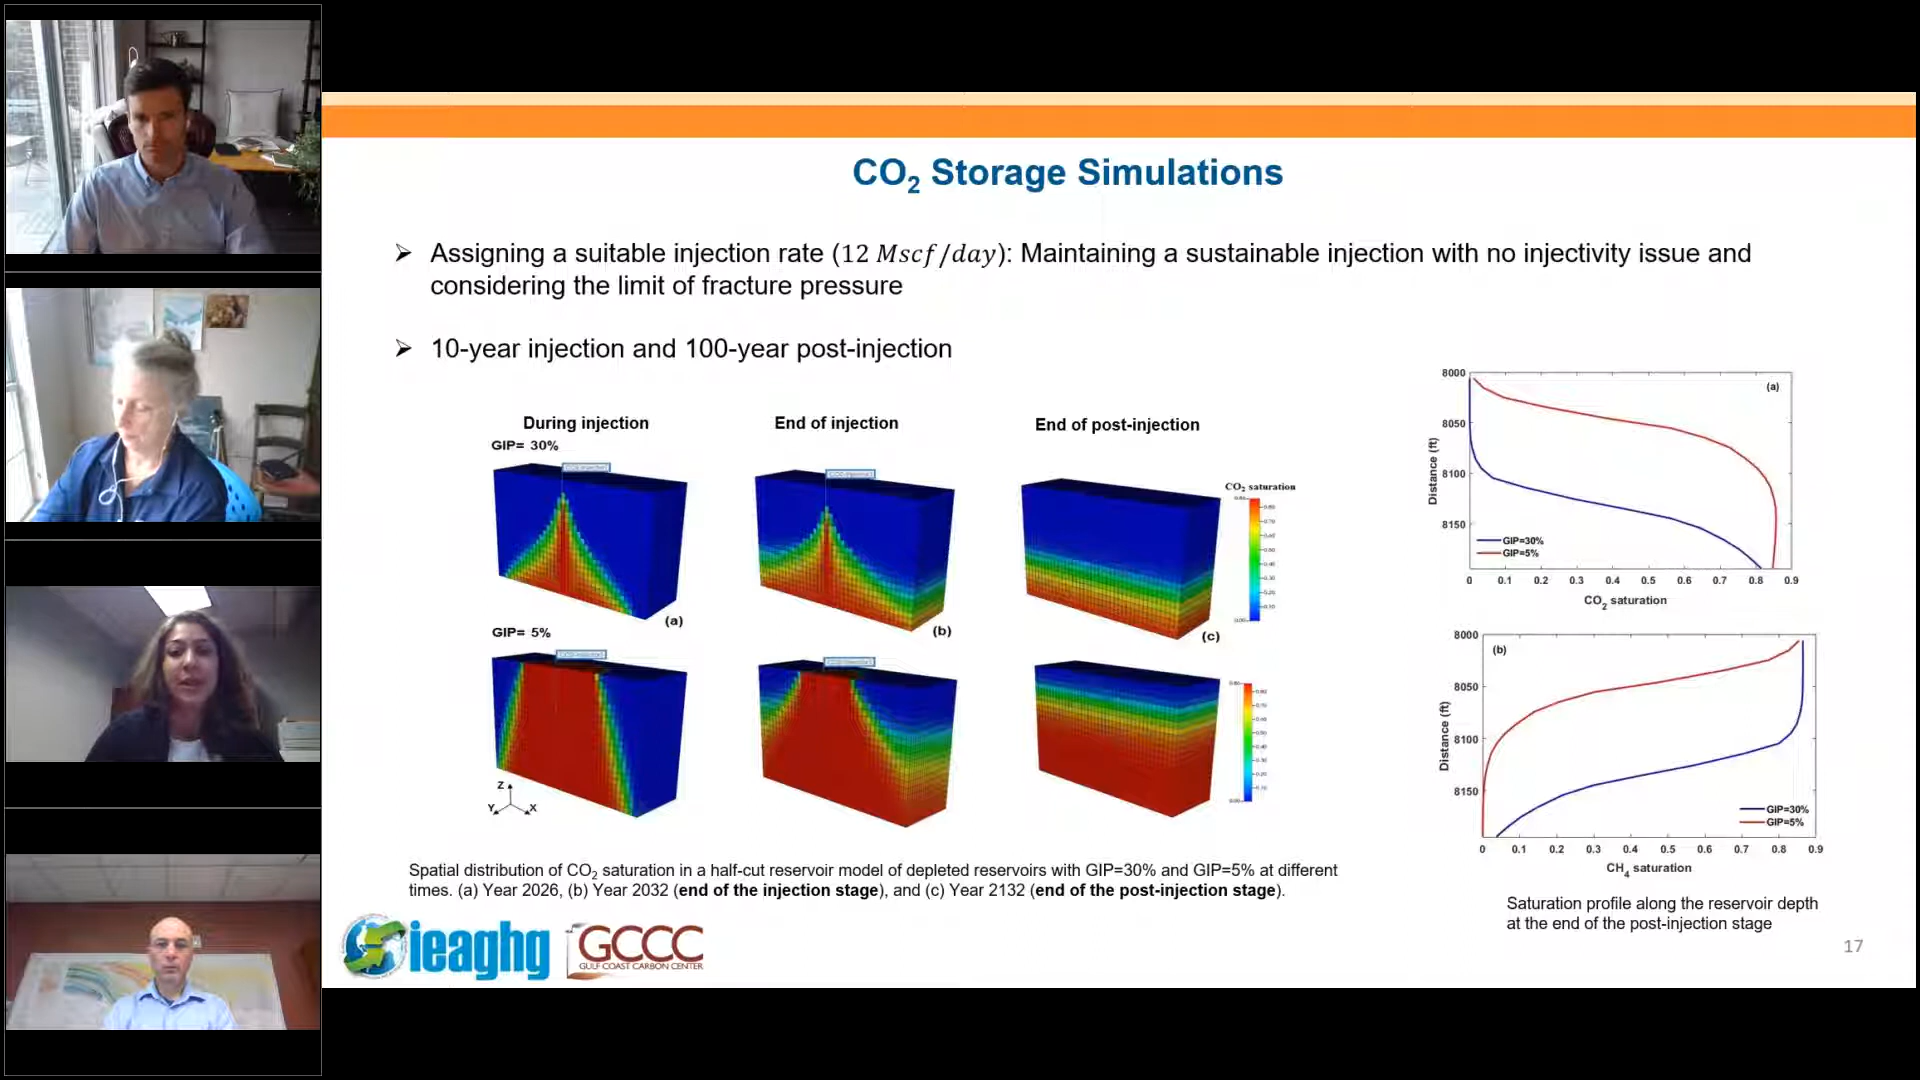 CO2 Storage Simulations
➢ Assigning a suitable injection rate (12 Mscf/day): Maintaining a sustainable injection with no injectivity issue and
considering the limit of fracture pressure
➢ 10-year injection and 100-year post-injection
During injection
End of injection
End of post-injection
GIP= 30%
(a)
(b)
(c)
CO2 saturation
GIP= 5%
Z
Y
X
Spatial distribution of CO2 saturation in a half-cut reservoir model of depleted reservoirs with GIP=30% and GIP=5% at different
times. (a) Year 2026, (b) Year 2032 (end of the injection stage), and (c) Year 2132 (end of the post-injection stage).
8000
8050
8100
8150
Distance (ft)
(a)
GIP=30%
GIP=5%
0 0.1 0.2 0.3 0.4 0.5 0.6 0.7 0.8 0.9
CO2 saturation
8000
8050
8100
8150
Distance (ft)
(b)
GIP=30%
GIP=5%
0 0.1 0.2 0.3 0.4 0.5 0.6 0.7 0.8 0.9
CH4 saturation
Saturation profile along the reservoir depth
at the end of the post-injection stage
ieaghg
GCCC
GULF COAST CARBON CENTER
17